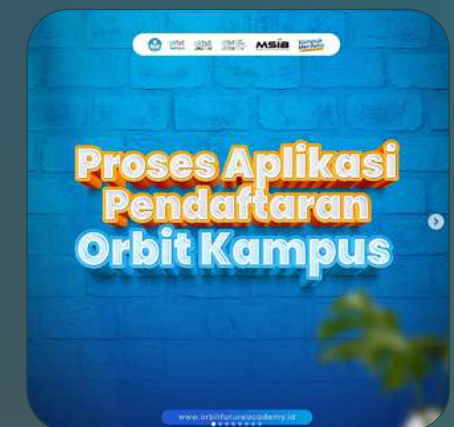 MSIB
Proses Aplikasi
Pendaftaran
Orbit Kampus
www.orbitfutureacademy.id